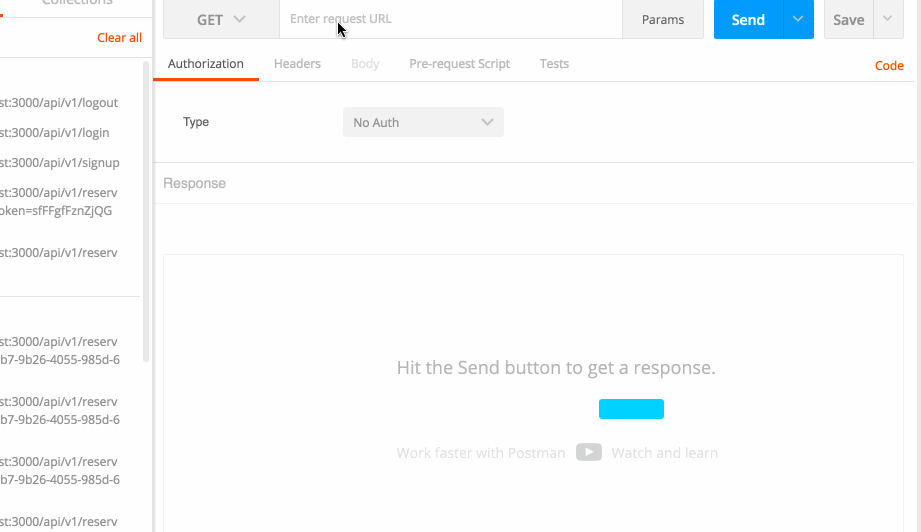 Collections
Clear all
st:3000/api/v1/logout
st:3000/api/v1/login
st:3000/api/v1/signup
st:3000/api/v1/reserv
oken=sfFFgfFznZjQG
st:3000/api/v1/reserv
st:3000/api/v1/reserv
b7-9b26-4055-985d-6
st:3000/api/v1/reserv
b7-9b26-4055-985d-6
st:3000/api/v1/reserv
b7-9b26-4055-985d-6
st:3000/api/v1/reserv
GET Enter request URL Params Send Save
Authorization Headers Body Pre-request Script Tests Code
Type No Auth
Response
Hit the Send button to get a response.
Work faster with Postman Watch and learn